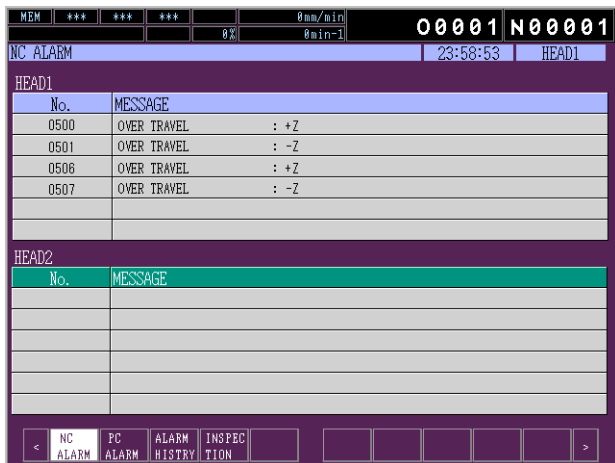 MEM *** *** *** 0mm/min
0% 0min-1
O0001 N00001
NC ALARM 23:58:53 HEAD1
HEAD1
No. MESSAGE
0500 OVER TRAVEL : +Z
0501 OVER TRAVEL : -Z
0506 OVER TRAVEL : +Z
0507 OVER TRAVEL : -Z
HEAD2
No. MESSAGE
< NC PC ALARM INSPEC >
ALARM ALARM HISTRY TION